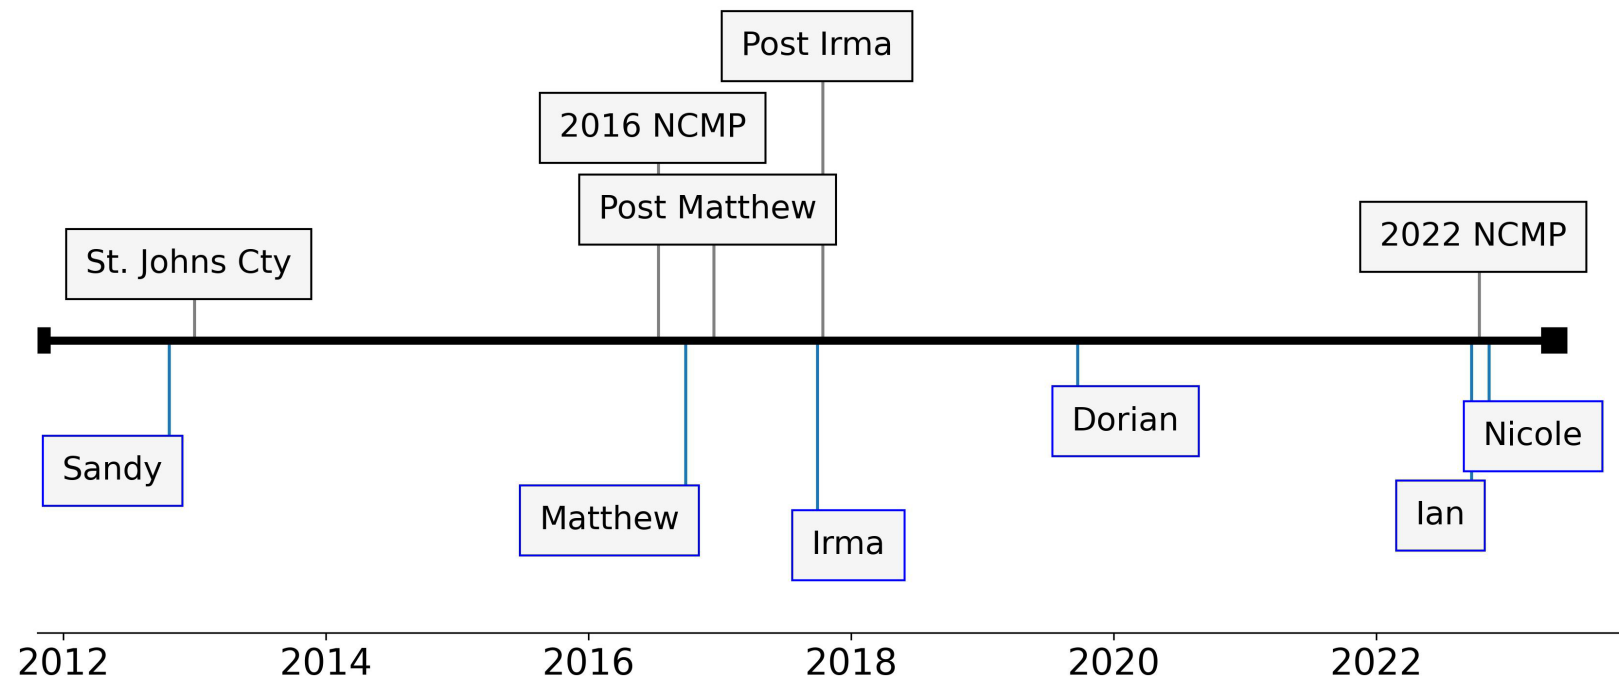 Post Irma
2016 NCMP
Post Matthew
St. Johns Cty
2022 NCMP
Dorian
Nicole
Sandy
Matthew
Ian
Irma
2012 2014 2016 2018 2020 2022